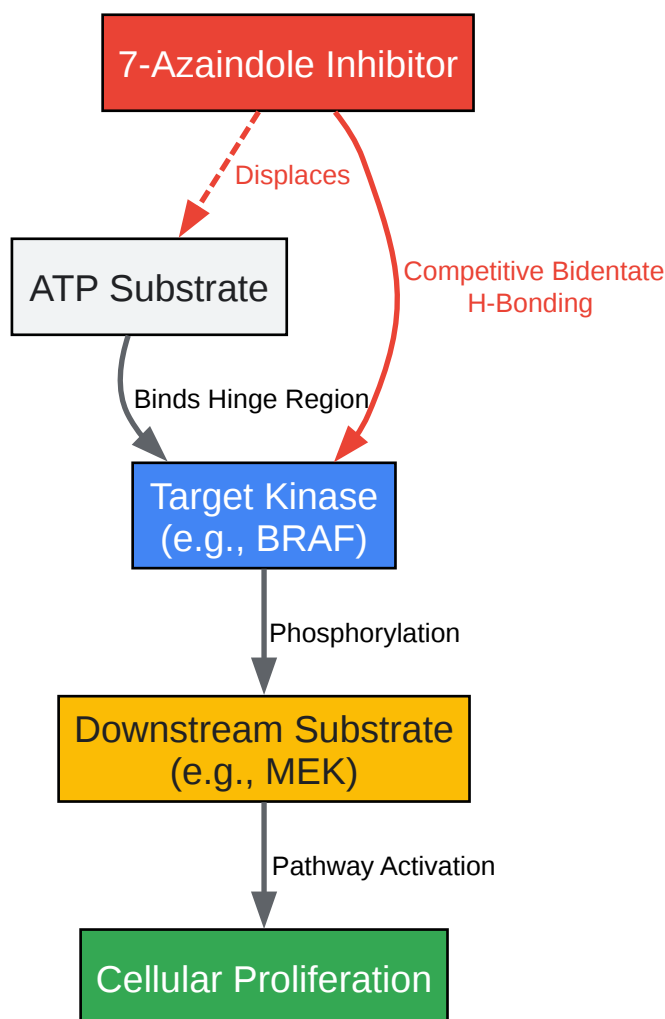 7-Azaindole Inhibitor
Displaces
Competitive Bidentate
H-Bonding
ATP Substrate
Binds Hinge Region
Target Kinase
(e.g., BRAF)
Phosphorylation
Downstream Substrate
(e.g., MEK)
Pathway Activation
Cellular Proliferation